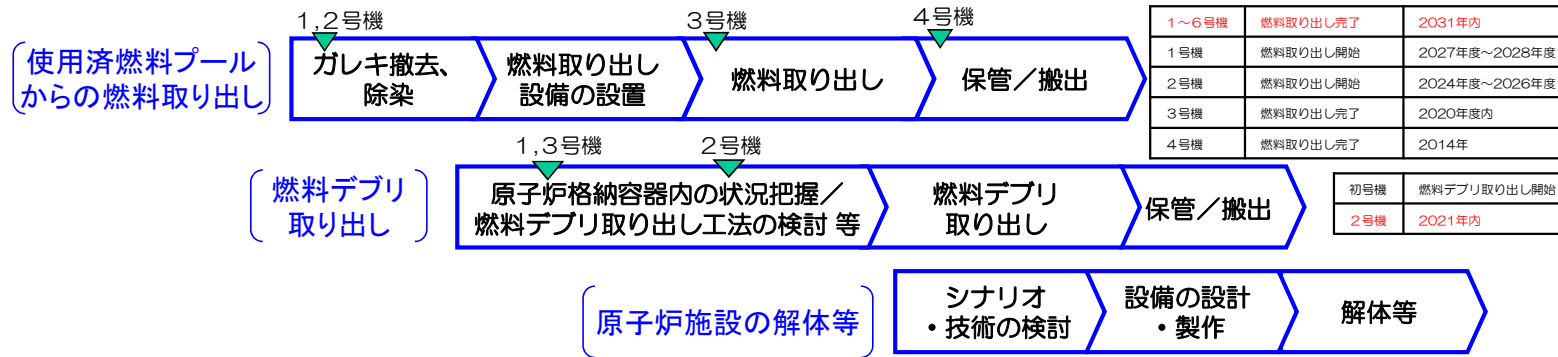 1,2号機
3号機
4号機
使用済燃料プール
からの燃料取り出し
ガレキ撤去、
除染
燃料取り出し
設備の設置
燃料取り出し
保管／搬出
1～6号機 燃料取り出し完了 2031年内
1号機 燃料取り出し開始 2027年度～2028年度
2号機 燃料取り出し開始 2024年度～2026年度
3号機 燃料取り出し完了 2020年度内
4号機 燃料取り出し完了 2014年
1,3号機
2号機
燃料デブリ
取り出し
原子炉格納容器内の状況把握／
燃料デブリ取り出し工法の検討 等
燃料デブリ
取り出し
保管／搬出
初号機 燃料デブリ取り出し開始
2号機 2021年内
原子炉施設の解体等
シナリオ
・技術の検討
設備の設計
・製作
解体等